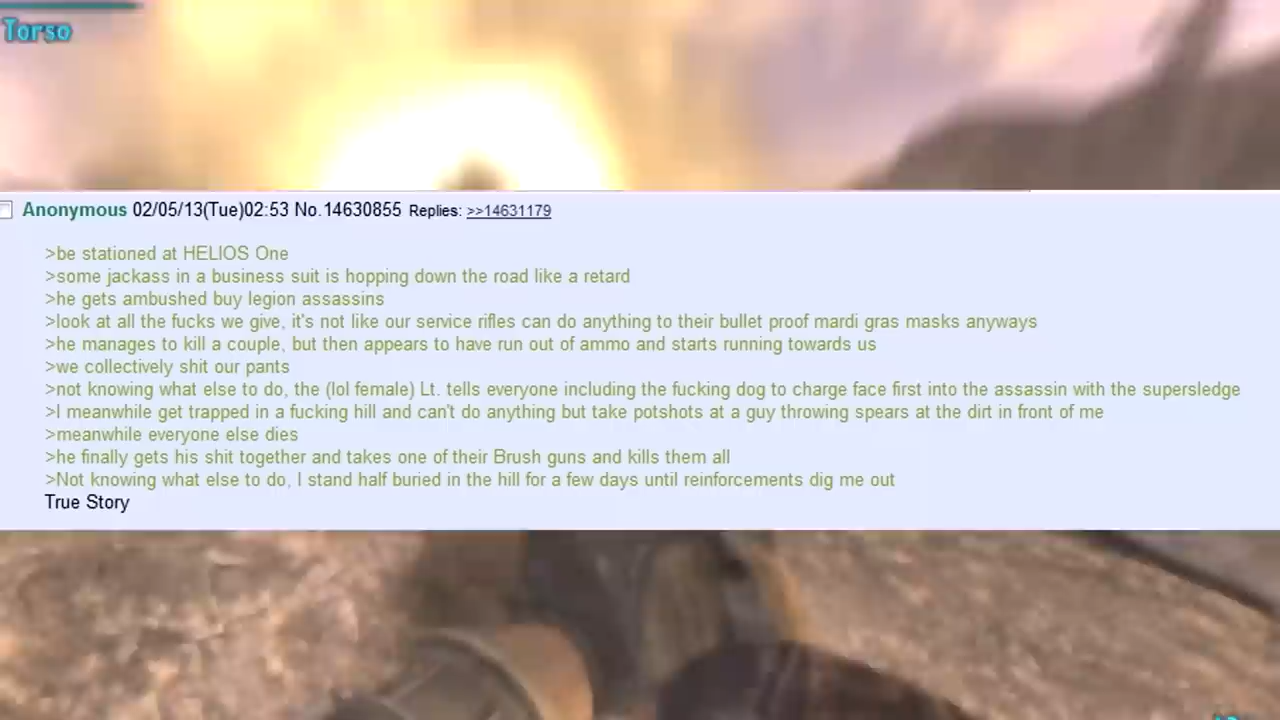 Torso
Anonymous 02/05/13(Tue)02:53 No.14630855 Replies: >>14631179
>be stationed at HELIOS One
>some jackass in a business suit is hopping down the road like a retard
>he gets ambushed buy legion assassins
>look at all the fucks we give, it's not like our service rifles can do anything to their bullet proof mardi gras masks anyways
>he manages to kill a couple, but then appears to have run out of ammo and starts running towards us
>we collectively shit our pants
>not knowing what else to do, the (lol female) Lt. tells everyone including the fucking dog to charge face first into the assassin with the supersledge
>I meanwhile get trapped in a fucking hill and can't do anything but take potshots at a guy throwing spears at the dirt in front of me
>meanwhile everyone else dies
>he finally gets his shit together and takes one of their Brush guns and kills them all
>Not knowing what else to do, I stand half buried in the hill for a few days until reinforcements dig me out
True Story